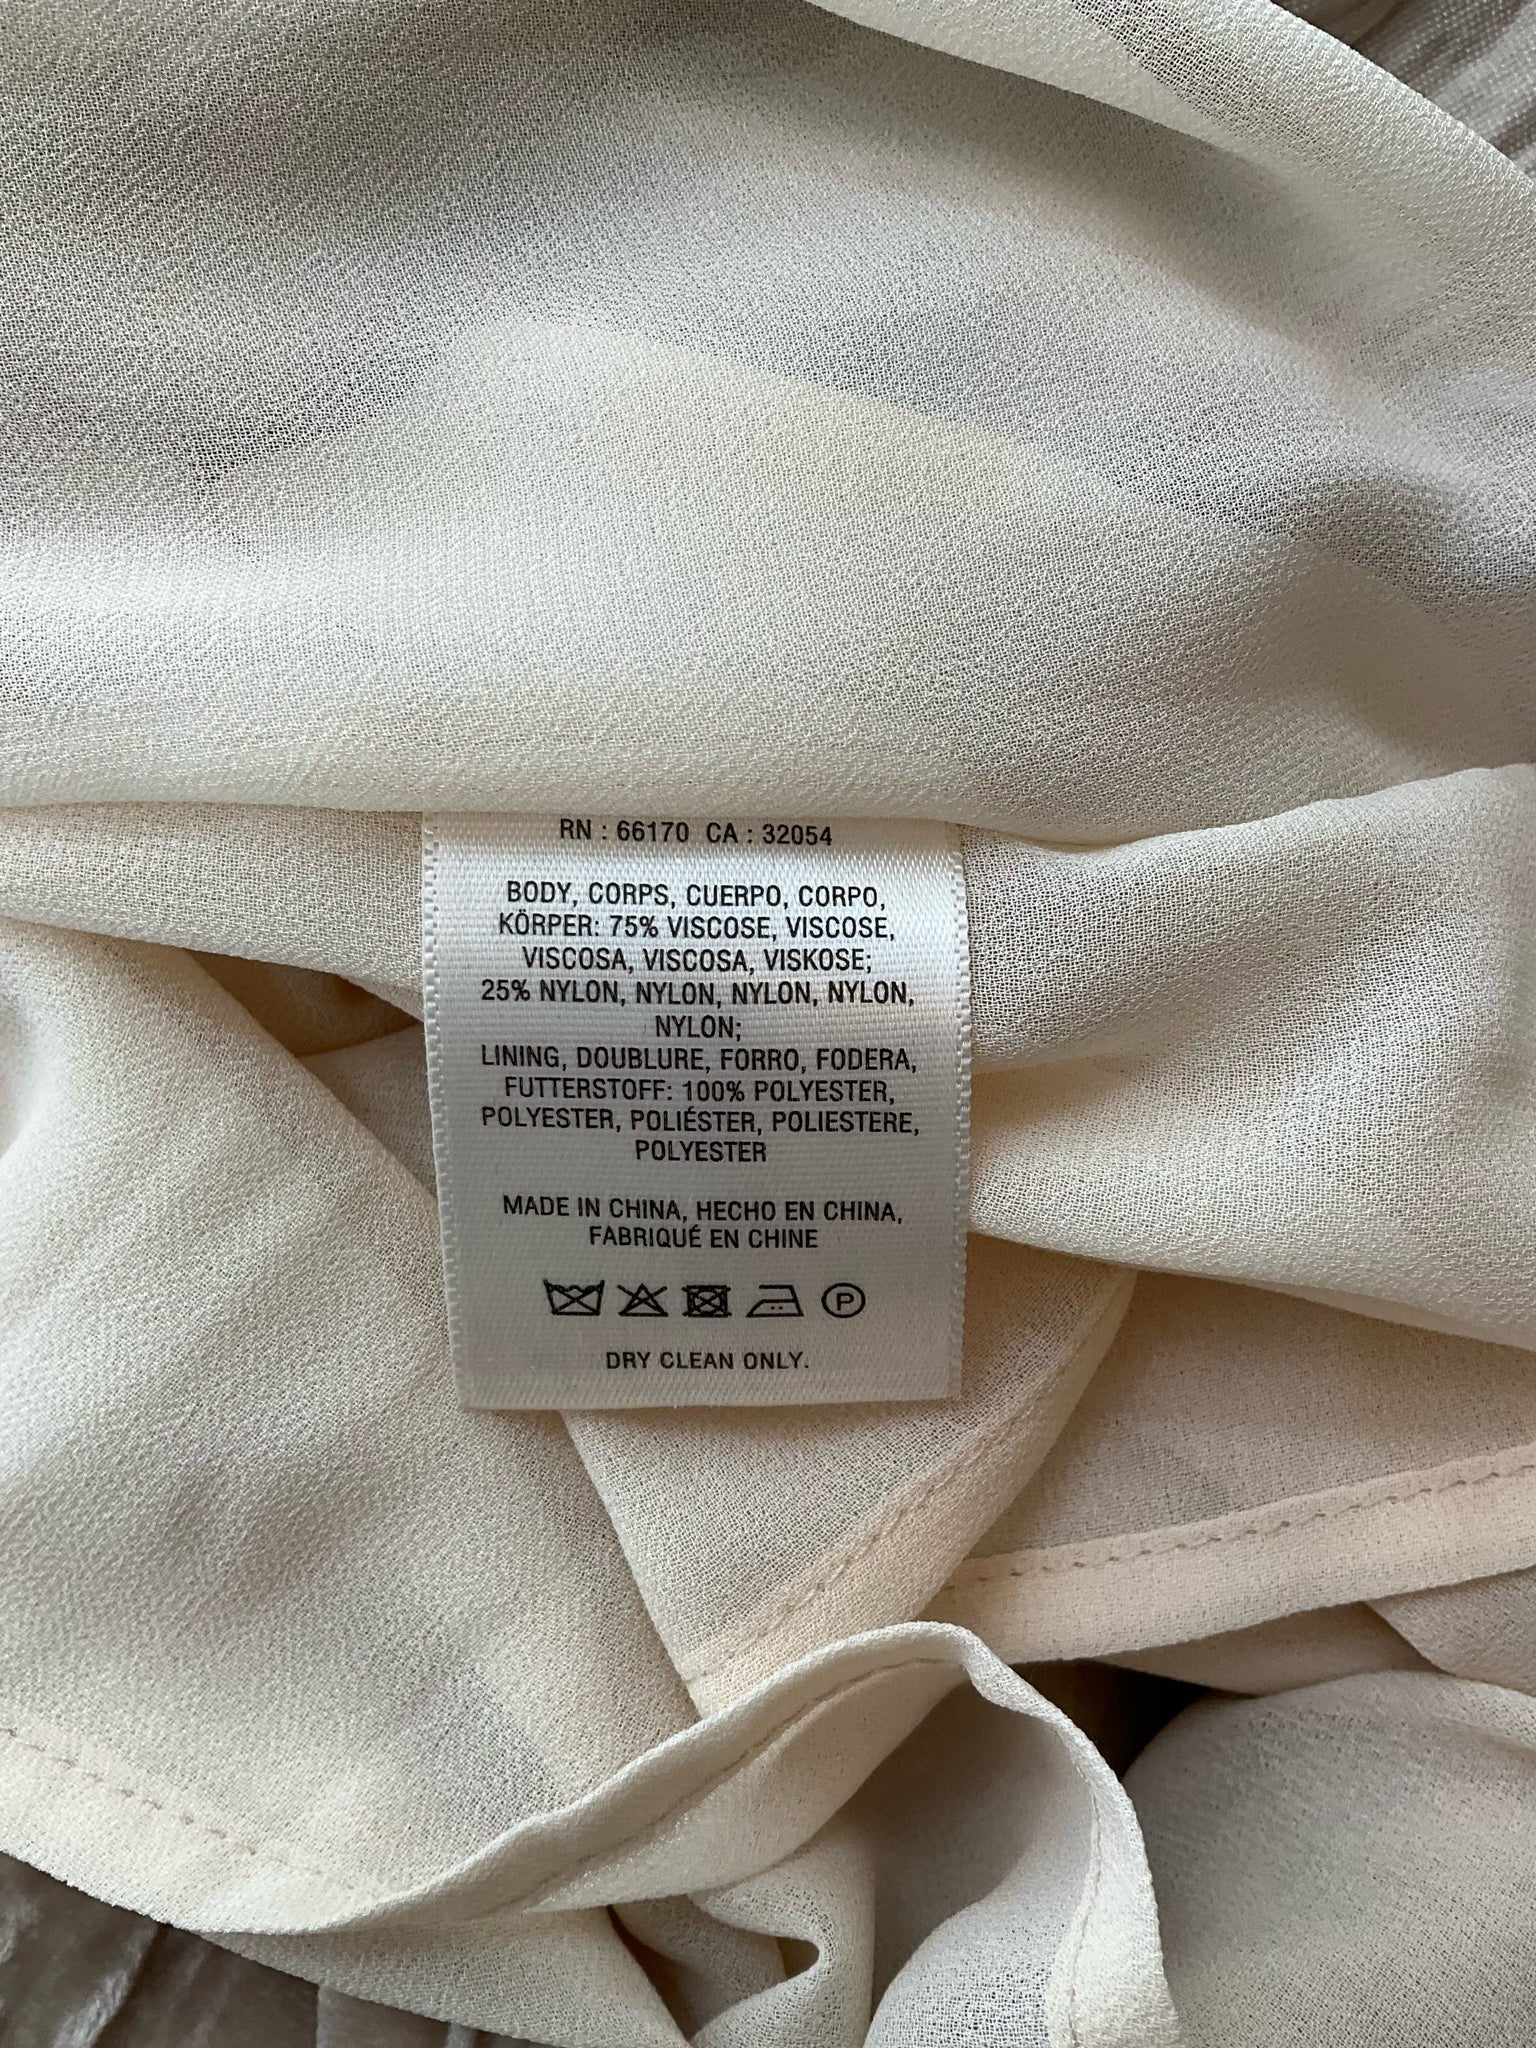 RN : 66170 CA : 32054
BODY, CORPS, CUERPO, CORPO,
KÖRPER: 75% VISCOSE, VISCOSE,
VISCOSA, VISCOSA, VISKOSE;
25% NYLON, NYLON, NYLON, NYLON,
NYLON;
LINING, DOUBLURE, FORRO, FODERA,
FUTTERSTOFF: 100% POLYESTER,
POLYESTER, POLIÉSTER, POLIESTERE,
POLYESTER
MADE IN CHINA, HECHO EN CHINA,
FABRIQUÉ EN CHINE
P
DRY CLEAN ONLY.